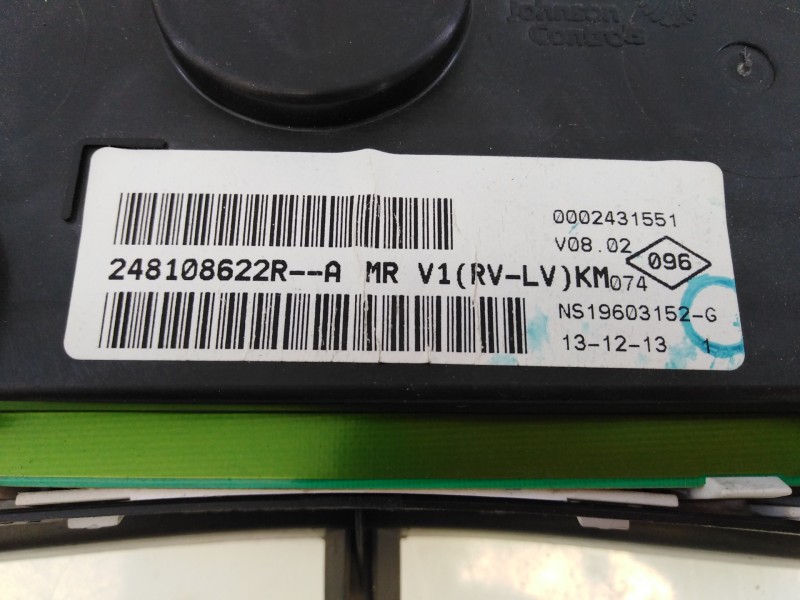 Johnson
Controls
0002431551
V08.02
096
248108622R--A MR V1(RV-LV)KM074
NS19603152-G
13-12-13 1